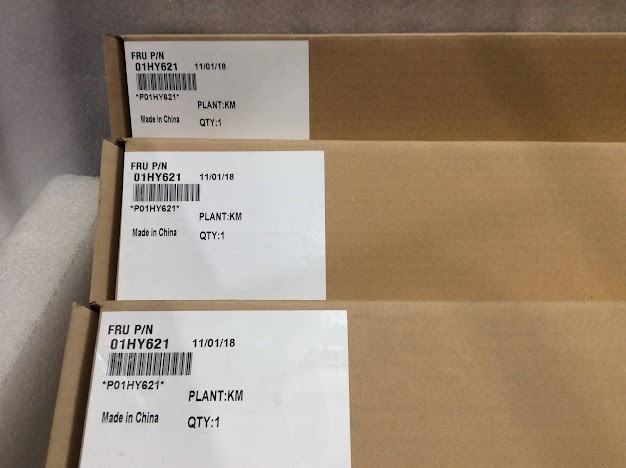 FRU P/N
01HY621 11/01/18
*P01HY621*
PLANT:KM
Made in China QTY:1
FRU P/N
01HY621 11/01/18
*P01HY621*
PLANT:KM
Made in China QTY:1
FRU P/N
01HY621 11/01/18
*P01HY621*
PLANT:KM
Made in China QTY:1